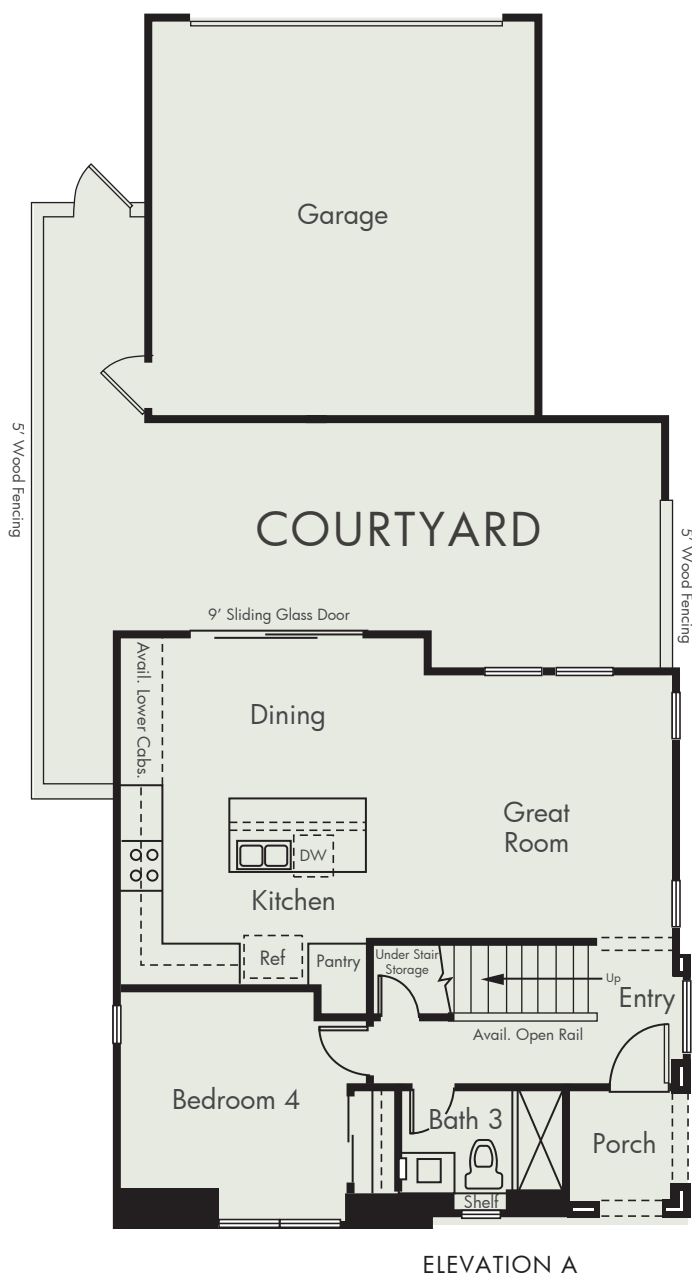 Garage
5’ Wood Fencing
COURTYARD
5’ Wood Fencing
9’ Sliding Glass Door
Avail. Lower Cabs.
Dining
Great
Room
DW
Kitchen
Ref
Pantry
Under Stair
Storage
Up
Entry
Avail. Open Rail
Bedroom 4
Bath 3
Porch
Shelf
ELEVATION A